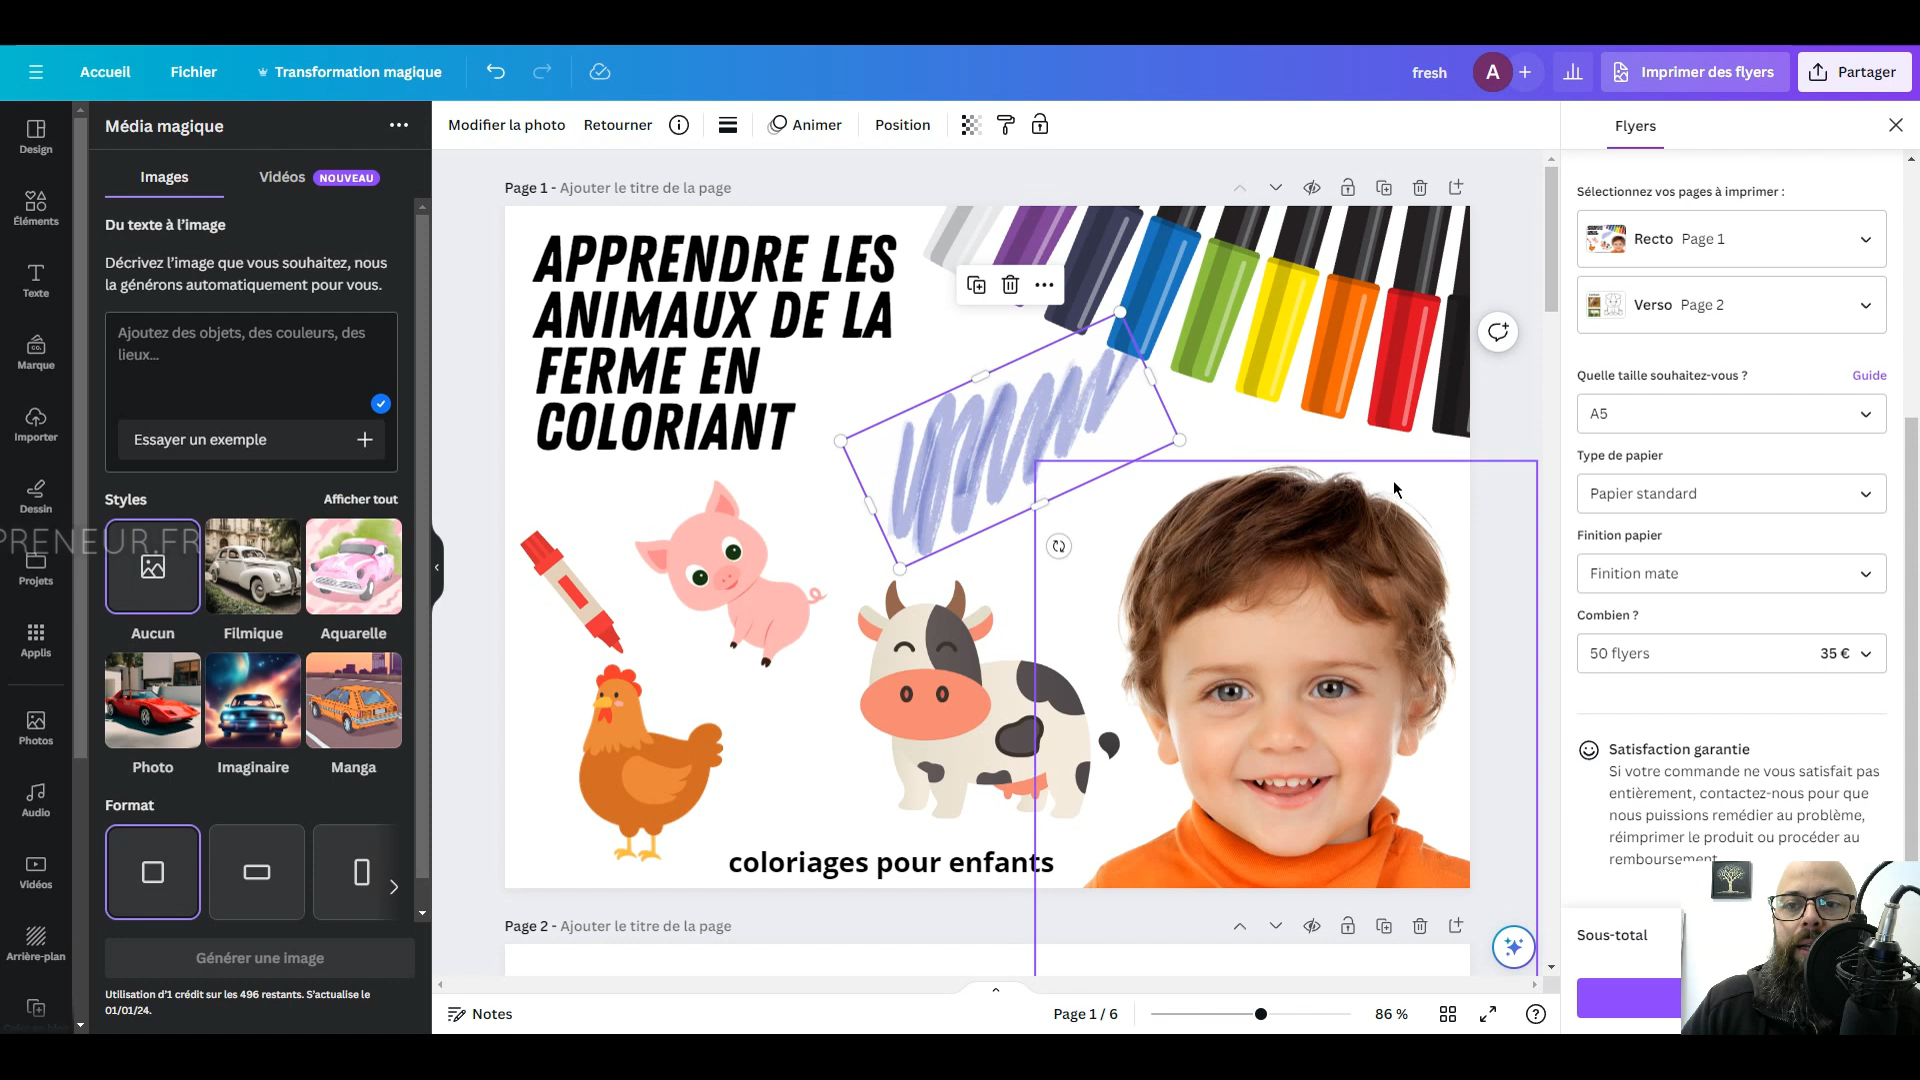 Accueil
Fichier
Transformation magique
fresh
A
Imprimer des flyers
Partager
Design
Éléments
Texte
Marque
Importer
Dessin
Projets
Applis
Photos
Audio
Vidéos
Arrière-plan
Média magique
Images
Vidéos NOUVEAU
Du texte à l'image
Décrivez l'image que vous souhaitez, nous
la générons automatiquement pour vous.
Ajoutez des objets, des couleurs, des
lieux...
Essayer un exemple
Styles
Afficher tout
PRENEUR.FR
Aucun
Filmique
Aquarelle
Photo
Imaginaire
Manga
Format
Générer une image
Utilisation d'1 crédit sur les 496 restants. S'actualise le
01/01/24.
Modifier la photo
Retourner
Animer
Position
Page 1 - Ajouter le titre de la page
APPRENDRE LES
ANIMAUX DE LA
FERME EN
COLORIANT
coloriages pour enfants
Page 2 - Ajouter le titre de la page
Notes
Page 1 / 6
86 %
Flyers
Sélectionnez vos pages à imprimer :
Recto Page 1
Verso Page 2
Quelle taille souhaitez-vous ?
Guide
A5
Type de papier
Papier standard
Finition papier
Finition mate
Combien ?
50 flyers
35 €
Satisfaction garantie
Si votre commande ne vous satisfait pas
entièrement, contactez-nous pour que
nous puissions remédier au problème,
réimprimer le produit ou procéder au
remboursement
Sous-total